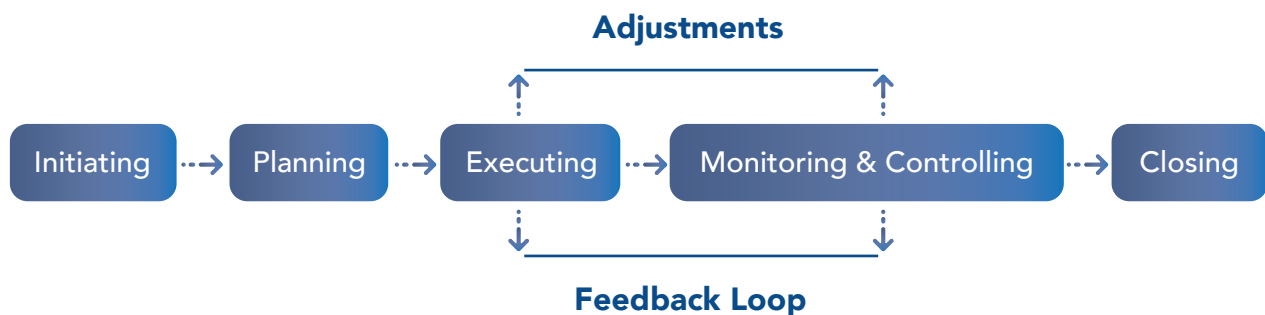 Adjustments
Initiating
Planning
Executing
Monitoring & Controlling
Closing
Feedback Loop